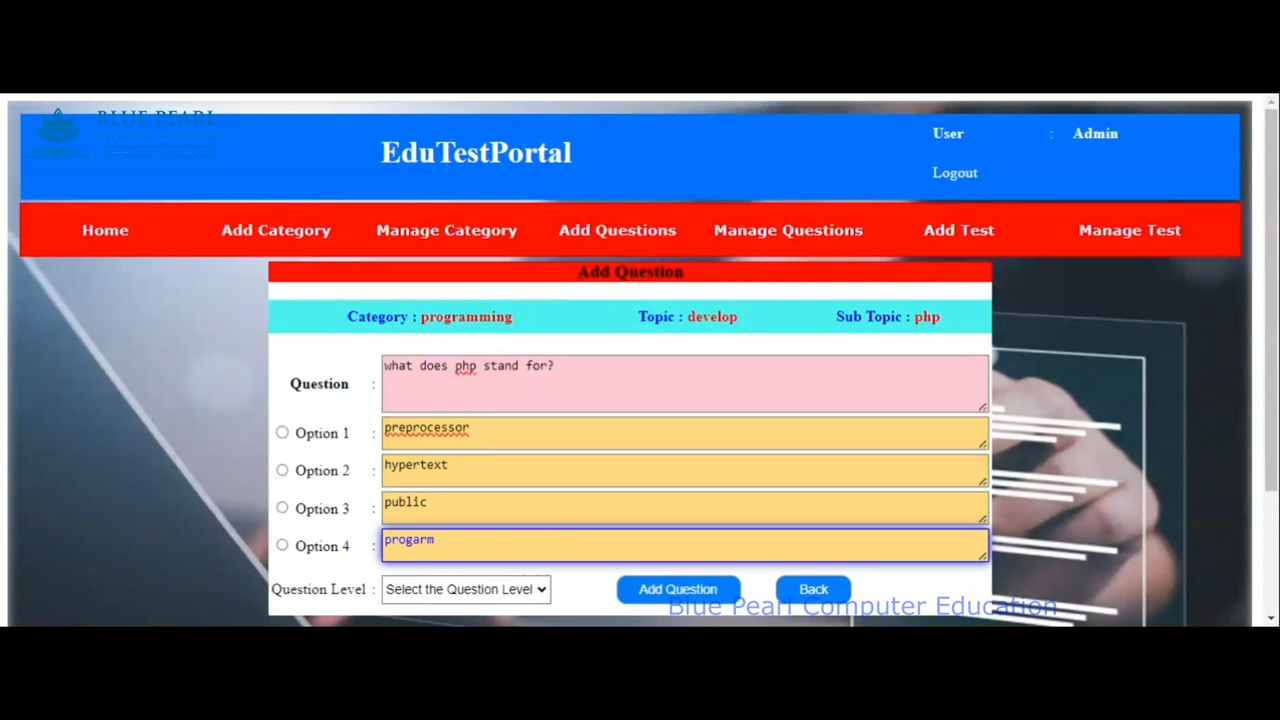 BLUE PEARL
EduTestPortal
User : Admin
Logout
Home Add Category Manage Category Add Questions Manage Questions Add Test Manage Test
Add Question
Category : programming Topic : develop Sub Topic : php
Question : what does php stand for?
Option 1 : preprocessor
Option 2 : hypertext
Option 3 : public
Option 4 : progarm
Question Level : Select the Question Level Add Question Back
Blue Pearl Computer Education